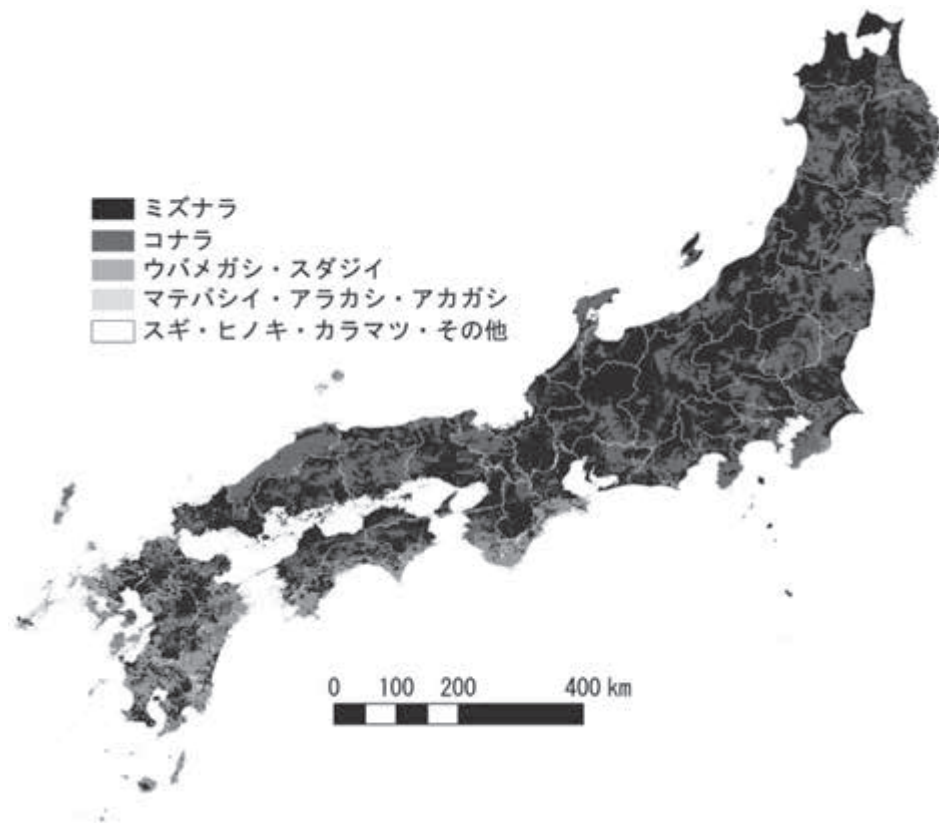 ミズナラ
コナラ
ウバメガシ・スダジイ
マテバシイ・アラカシ・アカガシ
スギ・ヒノキ・カラマツ・その他
0 100 200 400 km